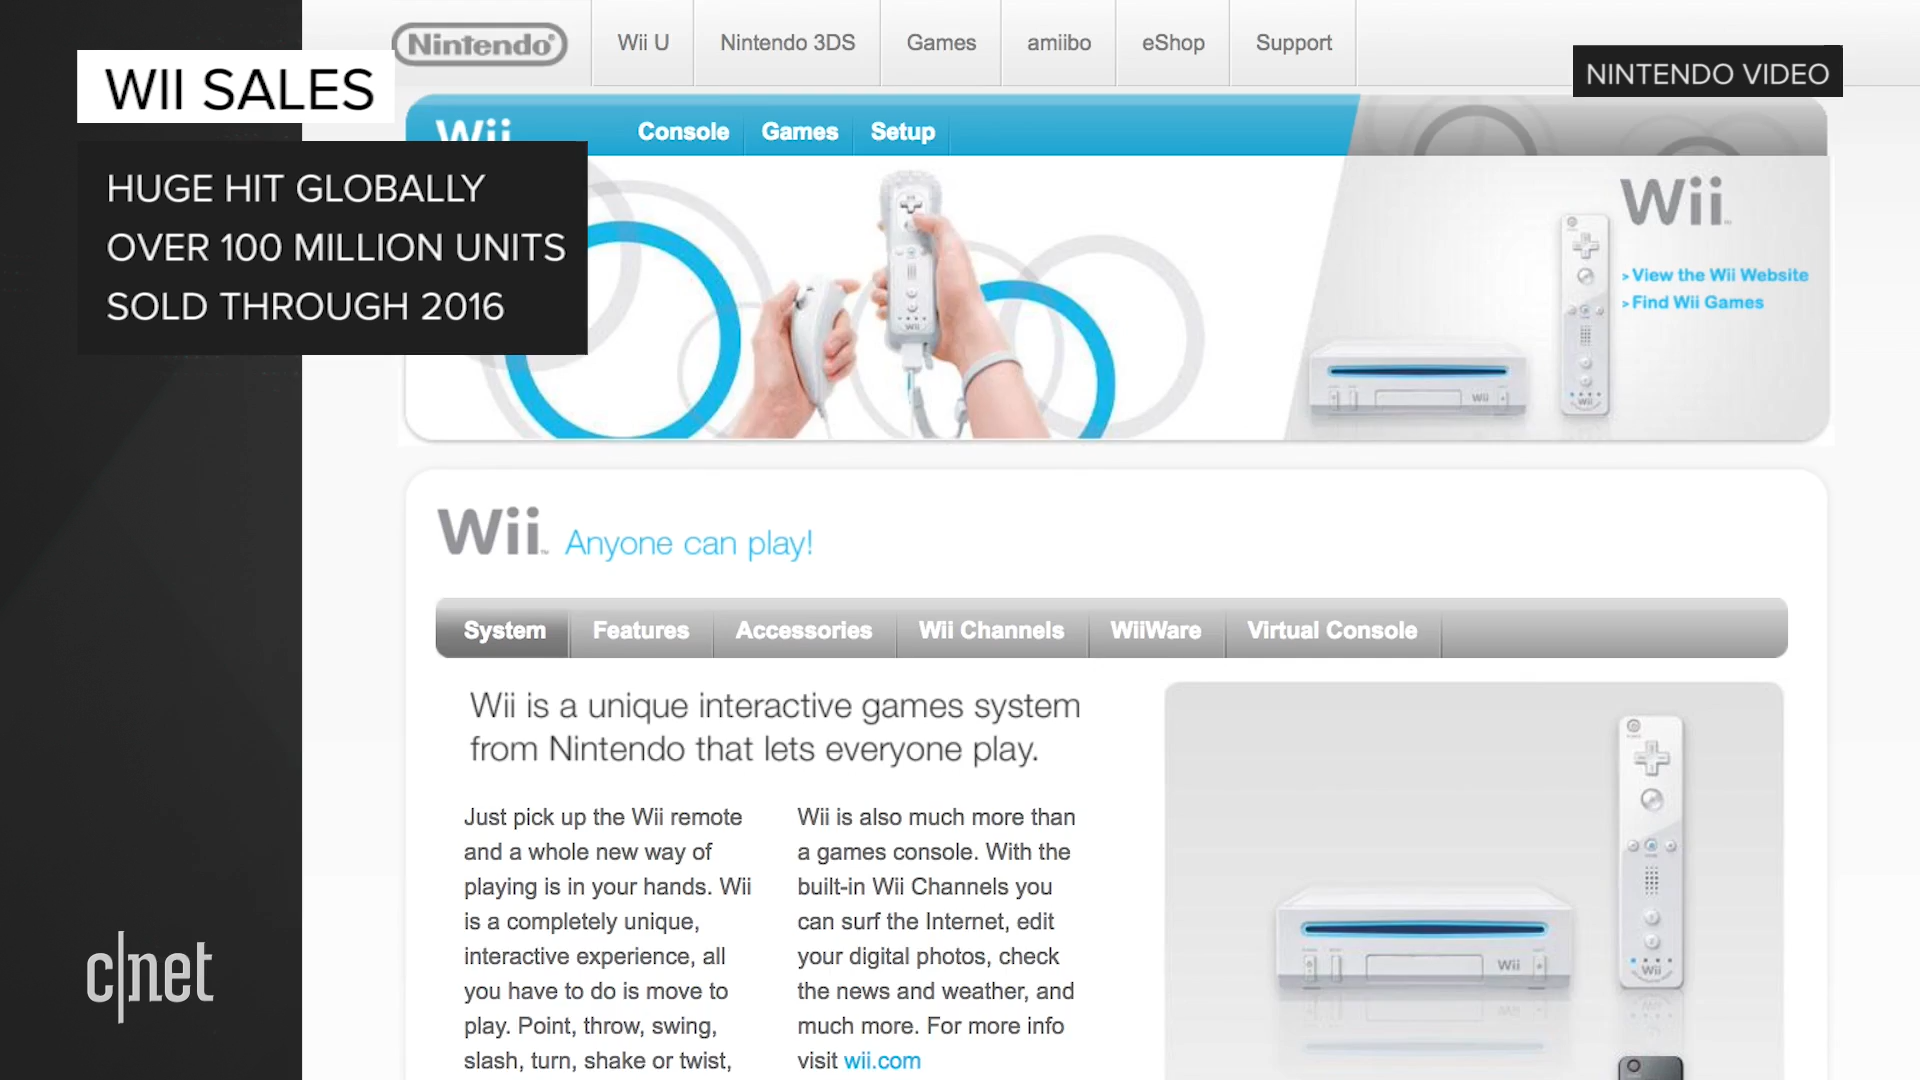 Nintendo
Wii U
Nintendo 3DS
Games
amiibo
eShop
Support
WII SALES
NINTENDO VIDEO
Wii
Console
Games
Setup
HUGE HIT GLOBALLY
OVER 100 MILLION UNITS
SOLD THROUGH 2016
Wii
> View the Wii Website
> Find Wii Games
Wii
Wii
Wii
Wii™ Anyone can play!
System
Features
Accessories
Wii Channels
WiiWare
Virtual Console
Wii is a unique interactive games system
from Nintendo that lets everyone play.
Just pick up the Wii remote
and a whole new way of
playing is in your hands. Wii
is a completely unique,
interactive experience, all
you have to do is move to
play. Point, throw, swing,
slash, turn, shake or twist,
Wii is also much more than
a games console. With the
built-in Wii Channels you
can surf the Internet, edit
your digital photos, check
the news and weather, and
much more. For more info
visit wii.com
Wii
Wii
c|net